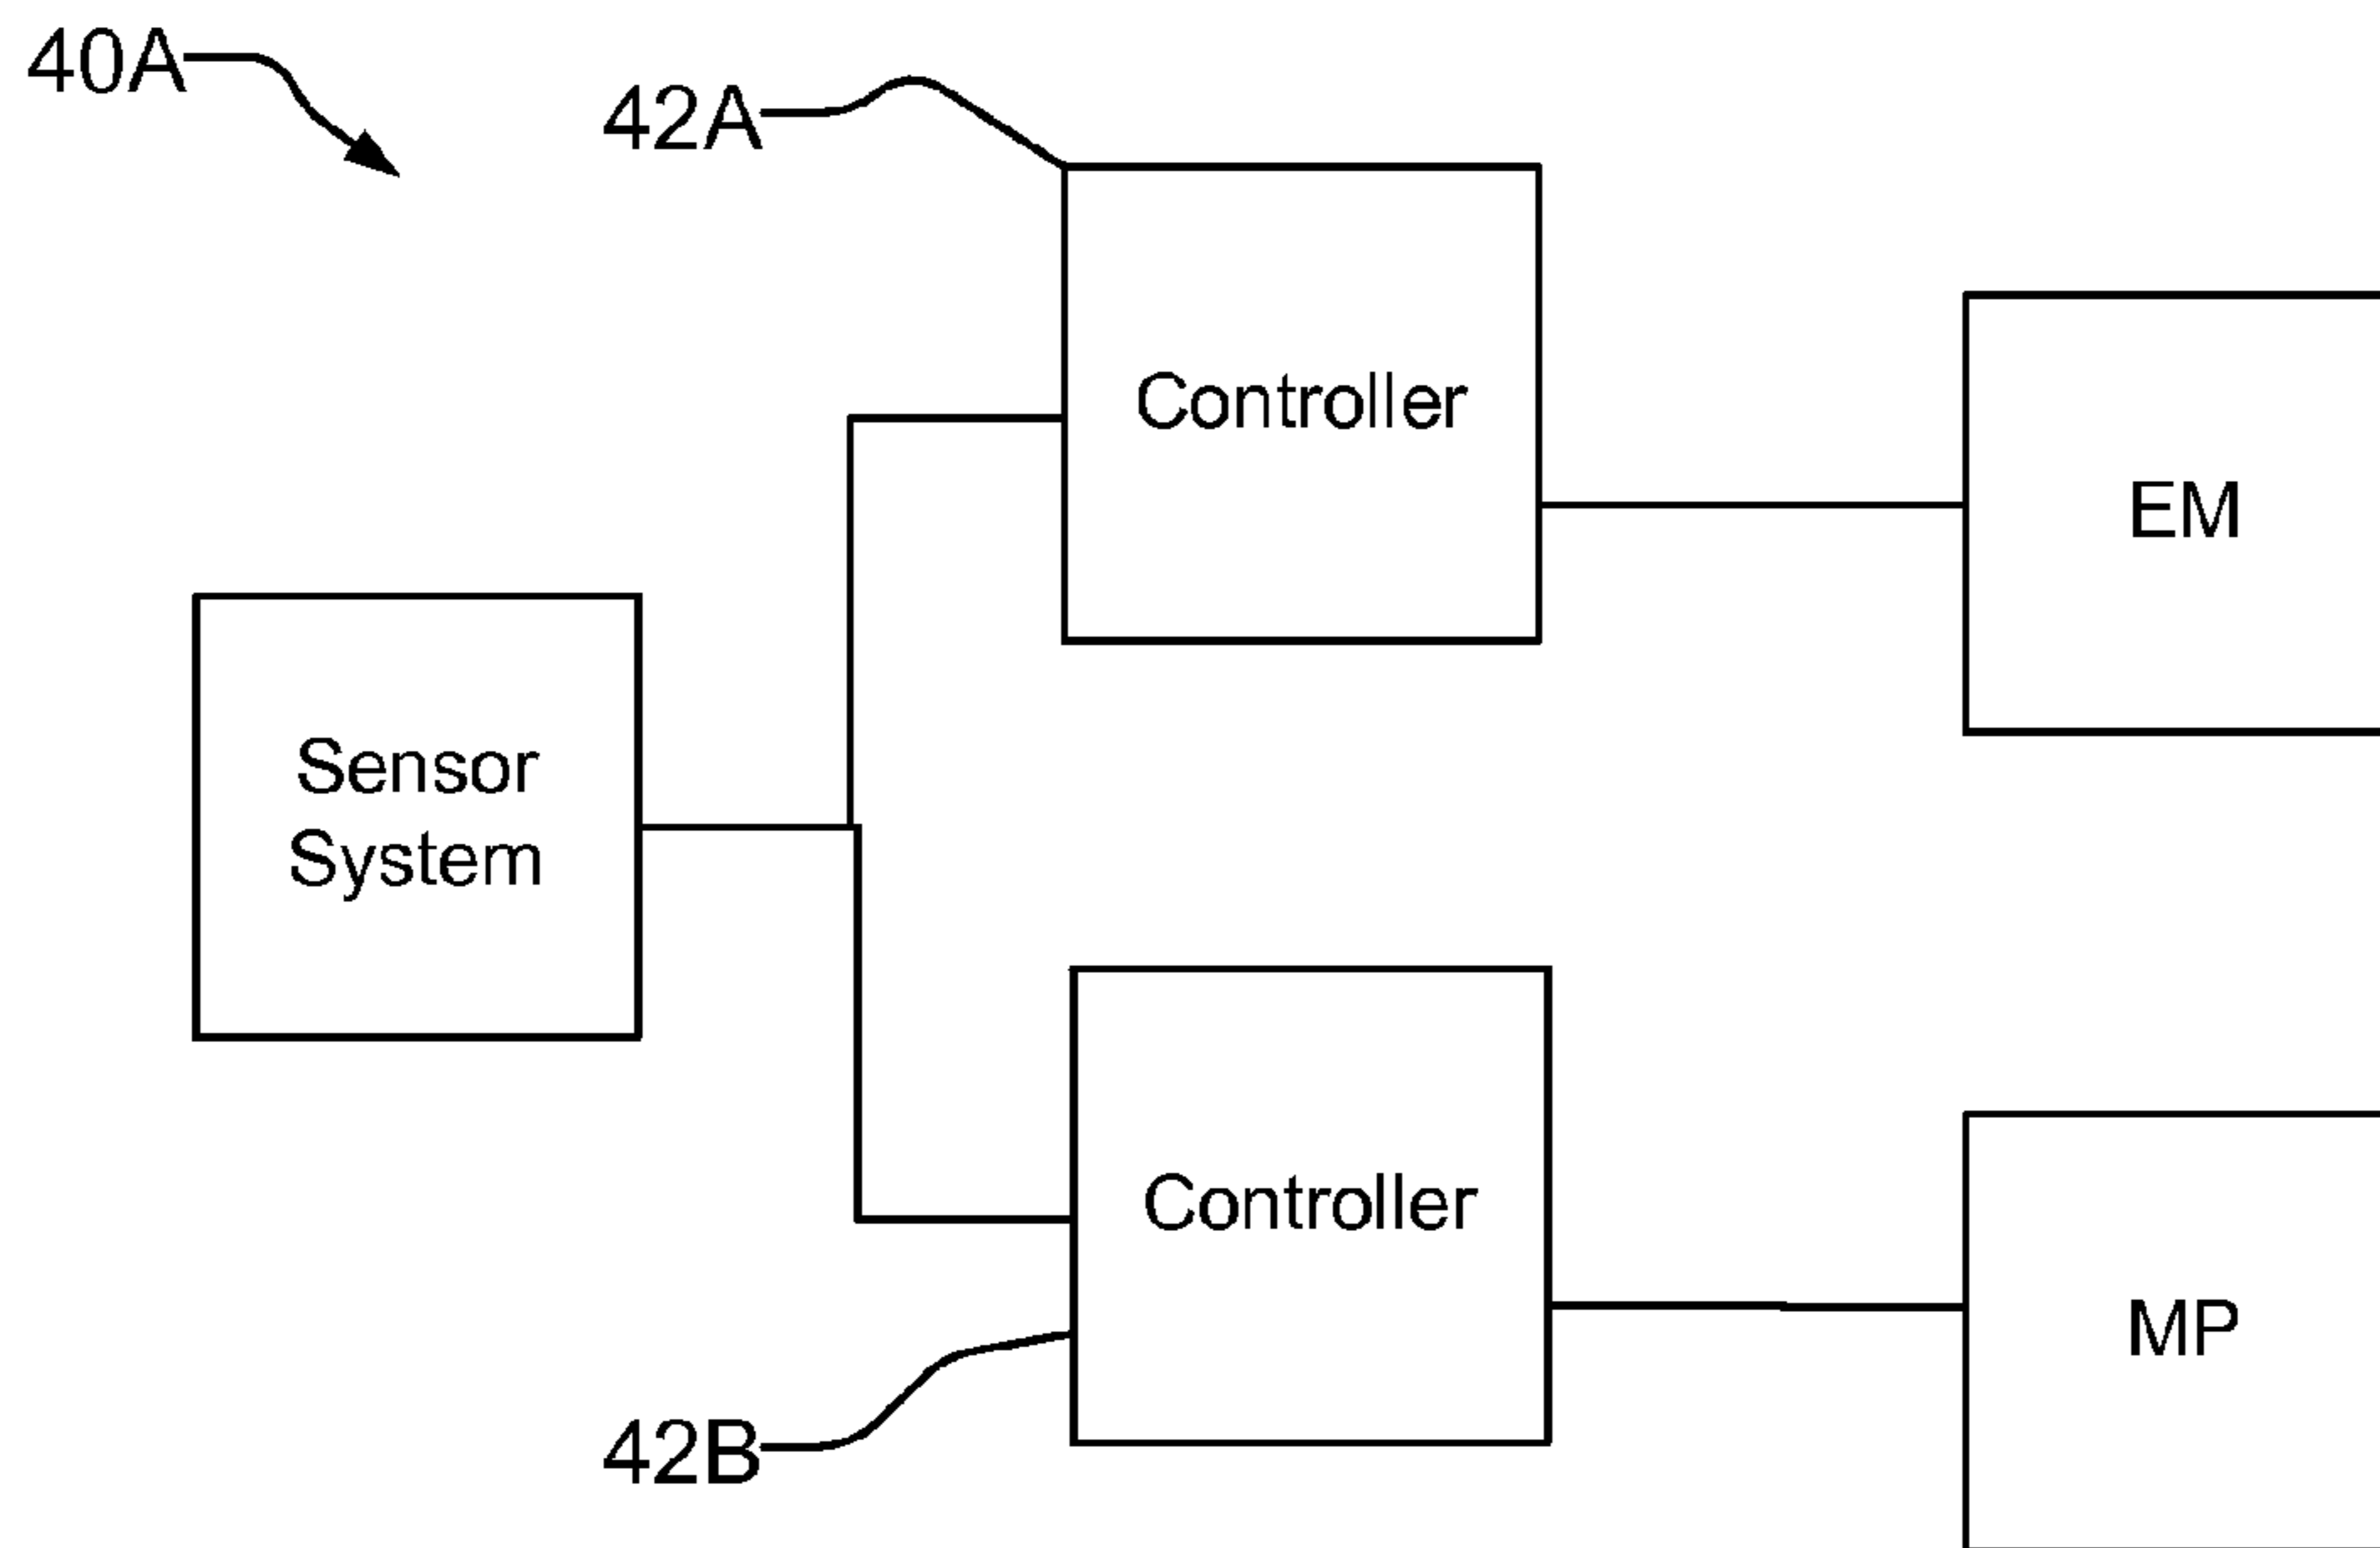 40A
42A
Controller
EM
Sensor
System
Controller
MP
42B